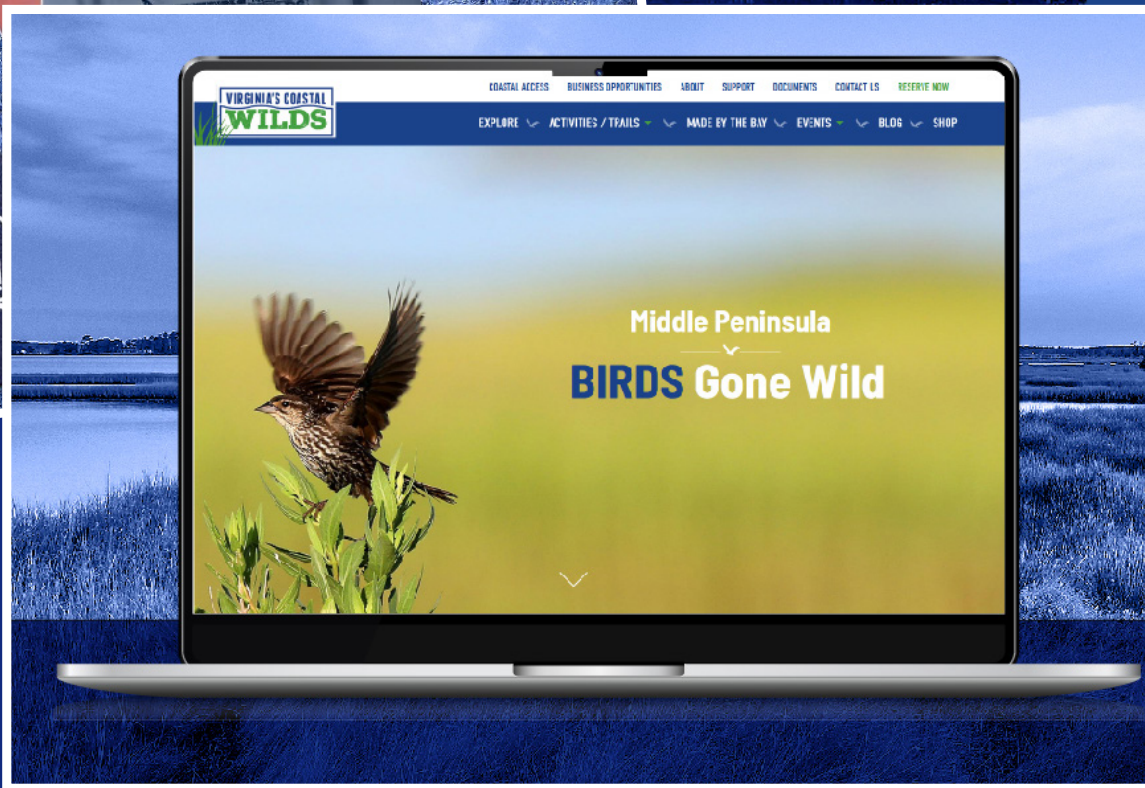 VIRGINIA'S COASTAL
WILDS
COASTAL ACCESS BUSINESS OPPORTUNITIES ABOUT SUPPORT DOCUMENTS CONTACT US RESERVE NOW
EXPLORE ACTIVITIES / TRAILS MADE BY THE BAY EVENTS BLOG SHOP
Middle Peninsula
BIRDS Gone Wild